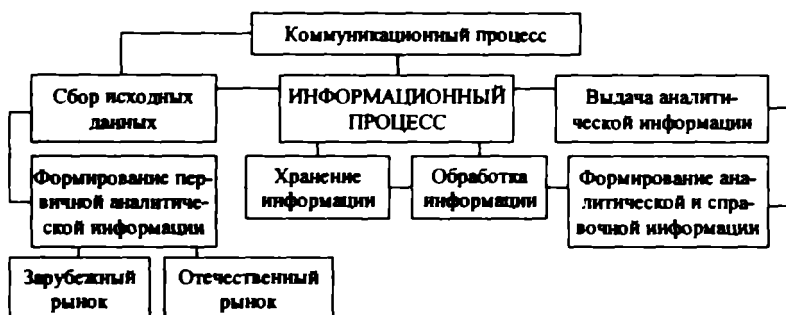 Коммуникационный процесс
Сбор исходных
данных
ИНФОРМАЦИОННЫЙ
ПРОЦЕСС
Выдача аналити-
ческой информации
Формирование пер-
вичной аналитиче-
ской информации
Хранение
информации
Обработка
информации
Формирование ана-
литической и спра-
вочной информации
Зарубежный
рынок
Отечественный
рынок